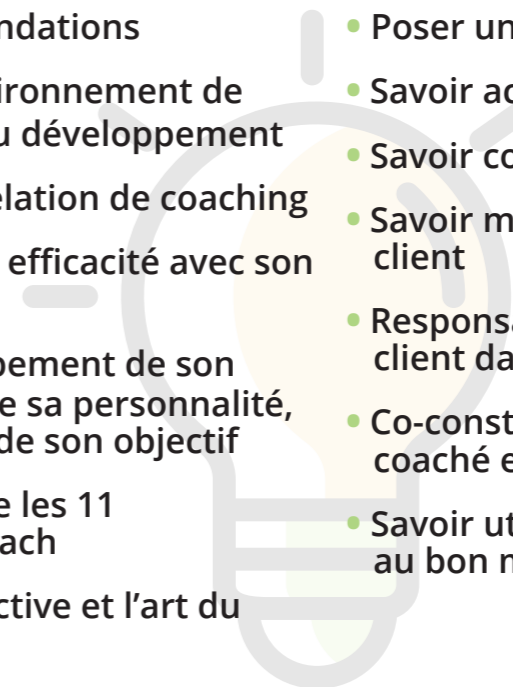 ndations
ironnement de
u développement
elation de coaching
efficacité avec son
pement de son
e sa personnalité,
de son objectif
e les 11
ach
ctive et l’art du
• Poser un
• Savoir ac
• Savoir co
• Savoir m
client
• Respons
client da
• Co-const
coaché e
• Savoir ut
au bon